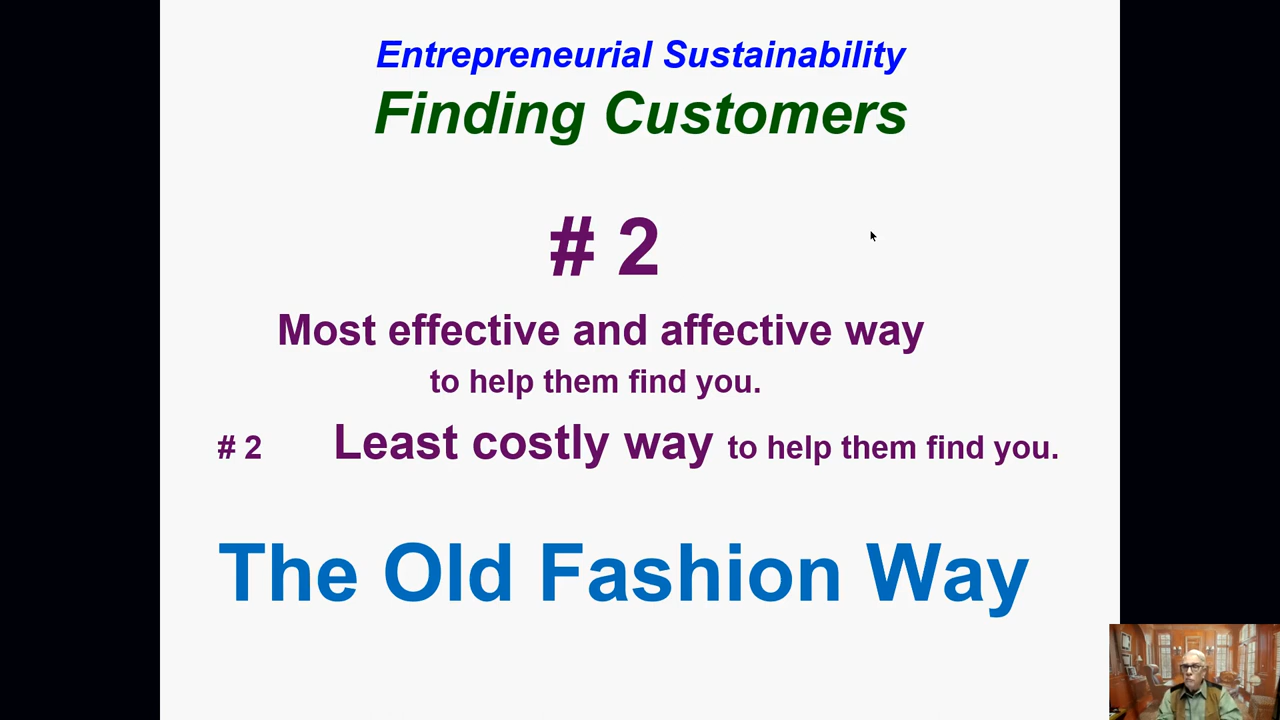 Entrepreneurial Sustainability
Finding Customers
# 2
Most effective and affective way
to help them find you.
# 2 Least costly way to help them find you.
The Old Fashion Way